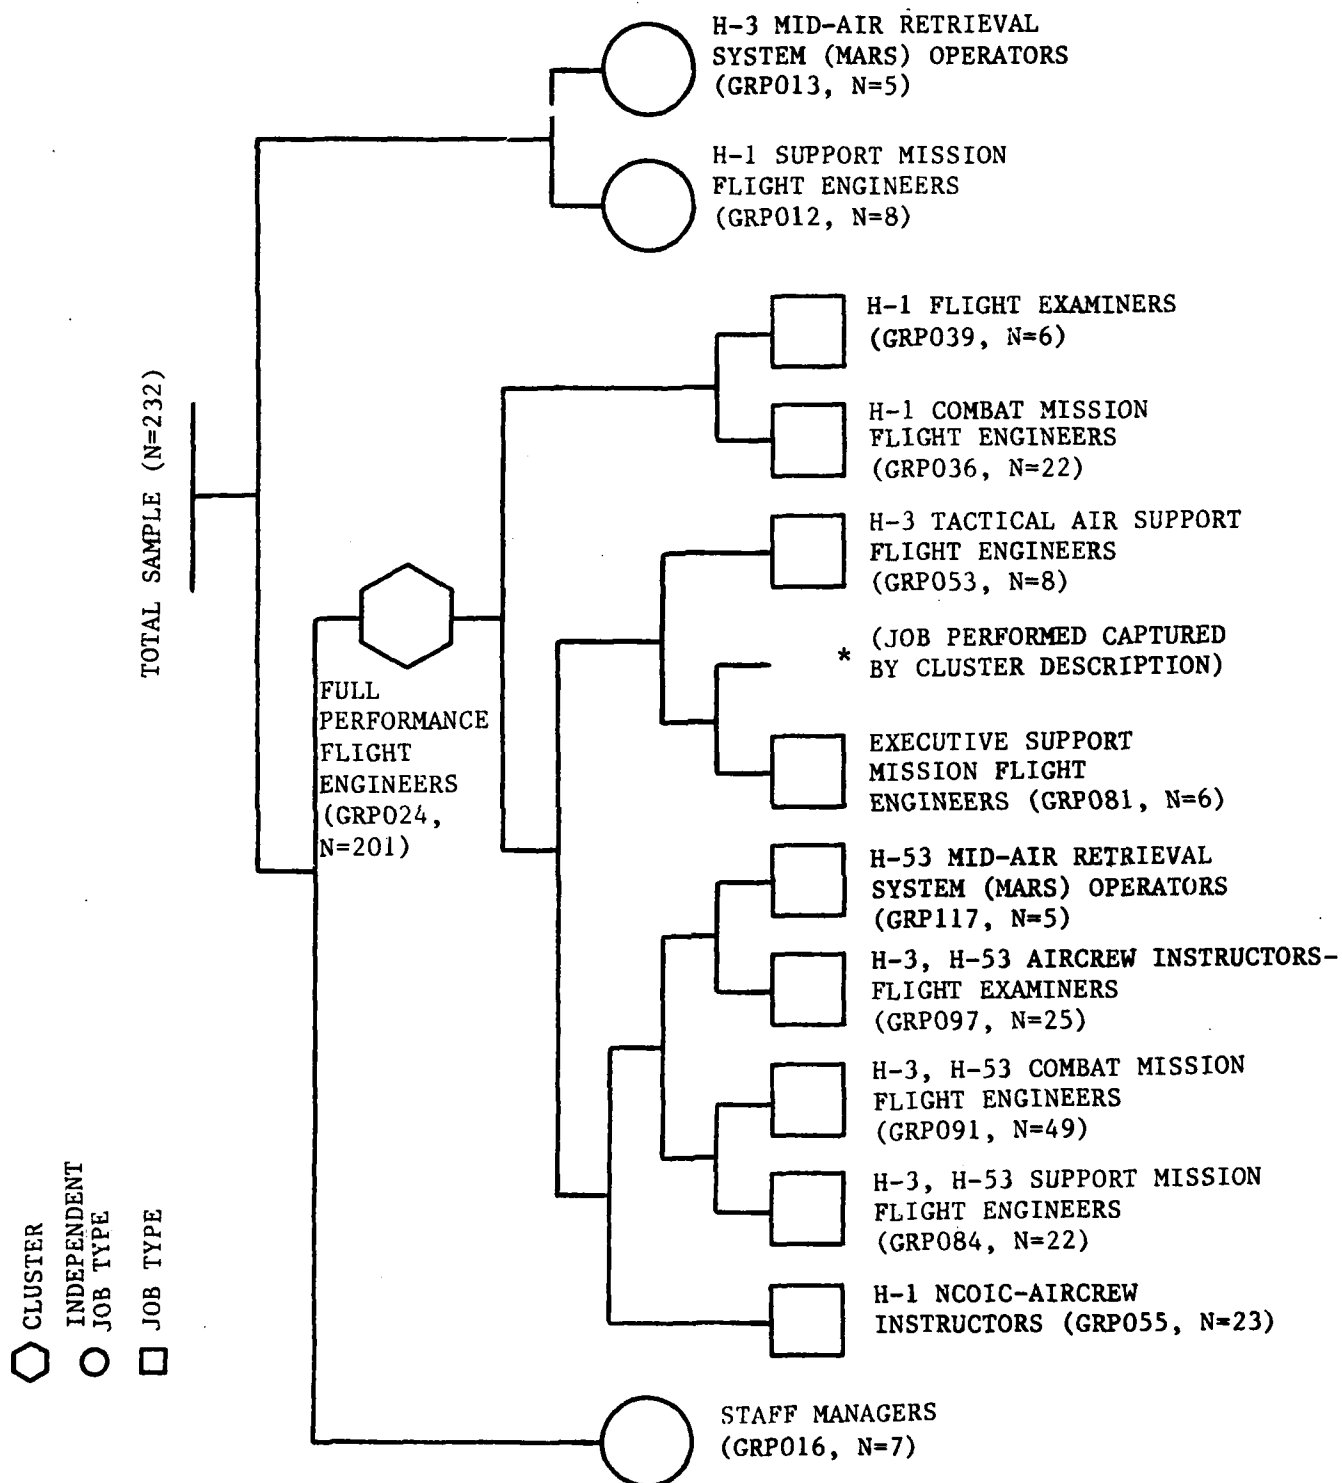 H-3 MID-AIR RETRIEVAL
SYSTEM (MARS) OPERATORS
(GRP013, N=5)
H-1 SUPPORT MISSION
FLIGHT ENGINEERS
(GRP012, N=8)
H-1 FLIGHT EXAMINERS
(GRP039, N=6)
H-1 COMBAT MISSION
FLIGHT ENGINEERS
(GRP036, N=22)
TOTAL SAMPLE (N=232)
H-3 TACTICAL AIR SUPPORT
FLIGHT ENGINEERS
(GRP053, N=8)
* (JOB PERFORMED CAPTURED
BY CLUSTER DESCRIPTION)
FULL
PERFORMANCE
FLIGHT
ENGINEERS
(GRP024,
N=201)
EXECUTIVE SUPPORT
MISSION FLIGHT
ENGINEERS (GRP081, N=6)
H-53 MID-AIR RETRIEVAL
SYSTEM (MARS) OPERATORS
(GRP117, N=5)
H-3, H-53 AIRCREW INSTRUCTORS-
FLIGHT EXAMINERS
(GRP097, N=25)
H-3, H-53 COMBAT MISSION
FLIGHT ENGINEERS
(GRP091, N=49)
H-3, H-53 SUPPORT MISSION
FLIGHT ENGINEERS
(GRP084, N=22)
H-1 NCOIC-AIRCREW
INSTRUCTORS (GRP055, N=23)
STAFF MANAGERS
(GRP016, N=7)
CLUSTER
INDEPENDENT
JOB TYPE
JOB TYPE